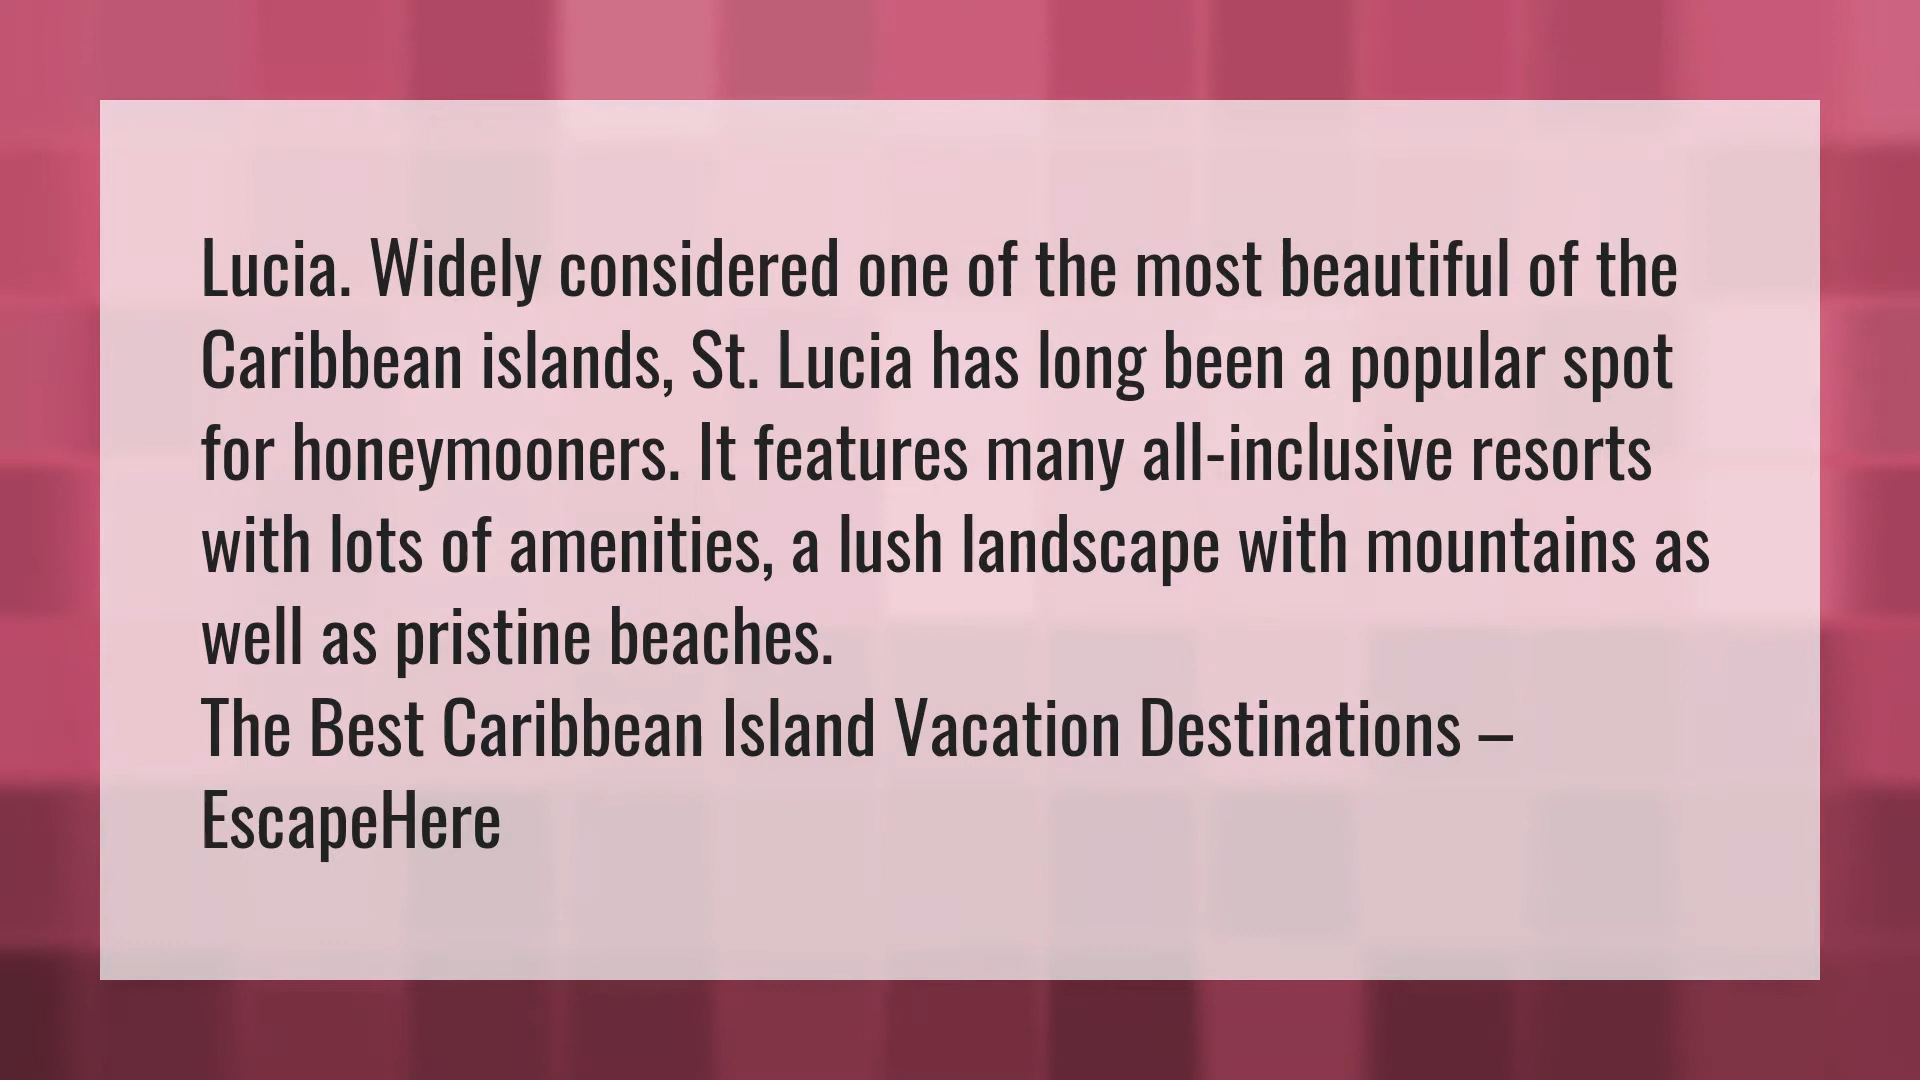 Lucia. Widely considered one of the most beautiful of the
Caribbean islands, St. Lucia has long been a popular spot
for honeymooners. It features many all-inclusive resorts
with lots of amenities, a lush landscape with mountains as
well as pristine beaches.
The Best Caribbean Island Vacation Destinations –
EscapeHere